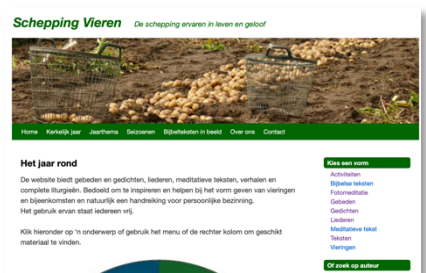 Schepping Vieren De schepping ervaren in leven en geloof
Home Kerkelijk jaar Jaarthema Seizoenen Bijbelteksten in beeld Over ons Contact
Het jaar rond
De website biedt gebeden en gedichten, liederen, meditatieve teksten, verhalen en
complete liturgieën. Bedoeld om te inspireren en helpen bij het vorm geven van vieringen
en bijeenkomsten en natuurlijk een handreiking voor persoonlijke bezinning.
Het gebruik ervan staat iedereen vrij.
Klik hieronder op 'n onderwerp of gebruik het menu of de rechter kolom om geschikt
materiaal te vinden.
Kies een vorm
Activiteiten
Bijbelse teksten
Fotomeditatie
Gebeden
Gedichten
Liederen
Meditatieve tekst
Teksten
Vieringen
Of zoek op auteur